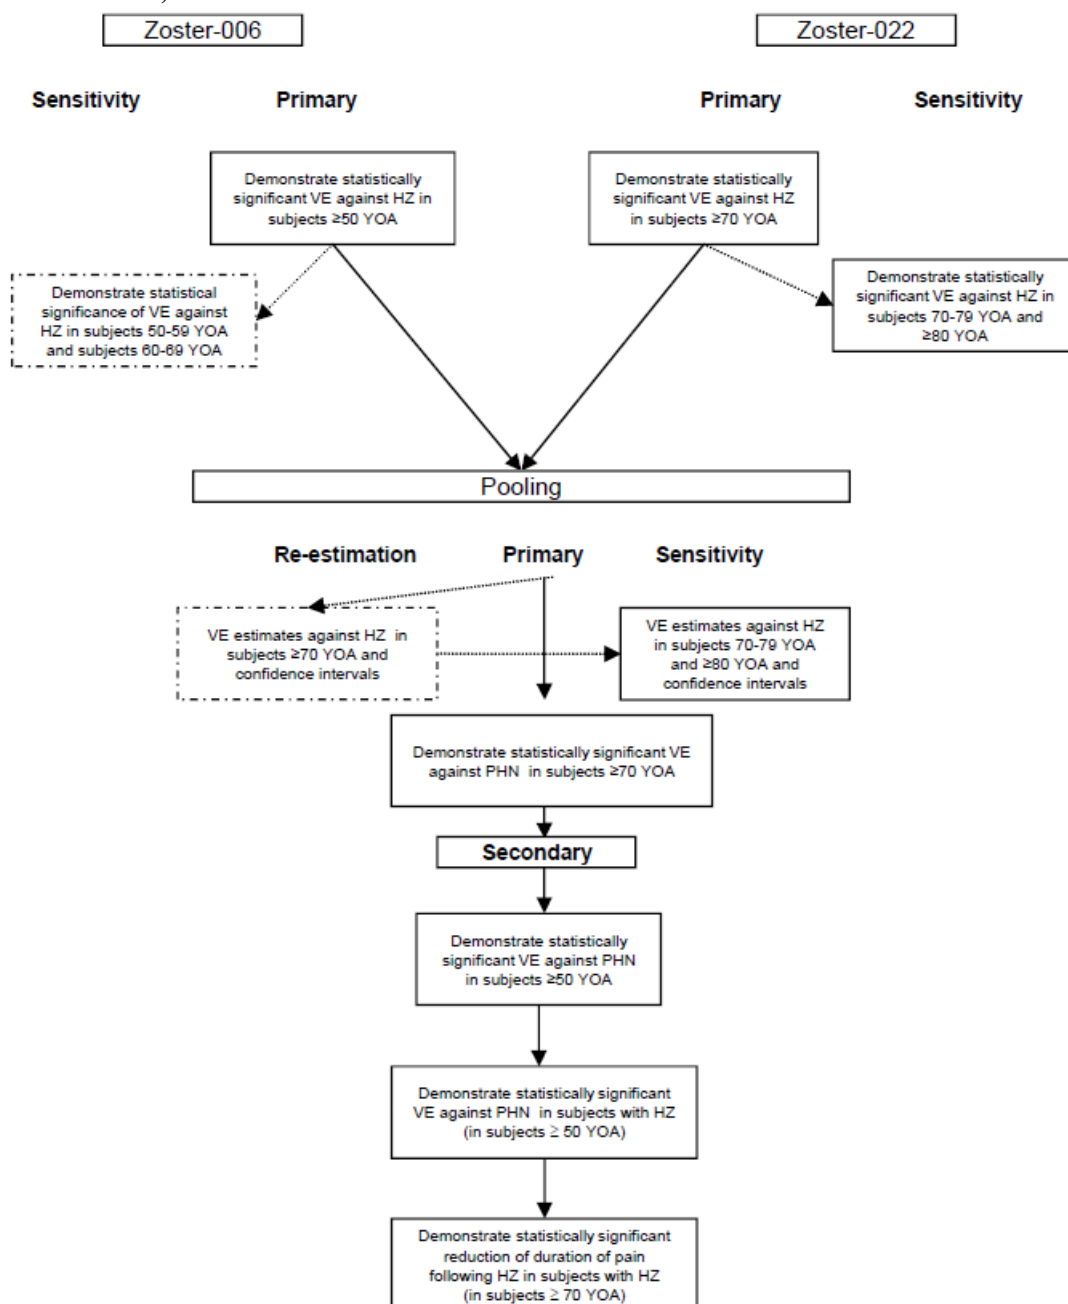 Zoster-006
Zoster-022
Sensitivity
Primary
Primary
Sensitivity
Demonstrate statistically
significant VE against HZ in
subjects ≥50 YOA
Demonstrate statistically
significant VE against HZ
in subjects ≥70 YOA
Demonstrate statistical
significance of VE against
HZ in subjects 50-59 YOA
and subjects 60-69 YOA
Demonstrate statistically
significant VE against HZ in
subjects 70-79 YOA and
≥80 YOA
Pooling
Re-estimation
Primary
Sensitivity
VE estimates against HZ in
subjects ≥70 YOA and
confidence intervals
VE estimates against HZ
in subjects 70-79 YOA
and ≥80 YOA and
confidence intervals
Demonstrate statistically significant VE
against PHN in subjects ≥70 YOA
Secondary
Demonstrate statistically
significant VE against PHN
in subjects ≥50 YOA
Demonstrate statistically significant
VE against PHN in subjects with HZ
(in subjects ≥ 50 YOA)
Demonstrate statistically significant
reduction of duration of pain
following HZ in subjects with HZ
(in subjects ≥ 70 YOA)